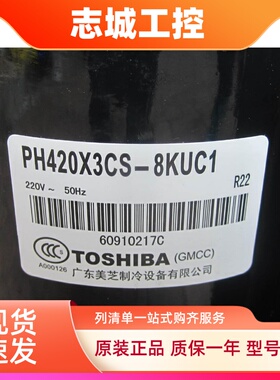 志城工控
PH420X3CS-8KUC1
220V~ 50Hz
R22
60910217C
A000126
TOSHIBA (GMCC)
广东美芝制冷设备有限公司
现货
列清单一站式购齐服务
原装正品 质保一年 型号